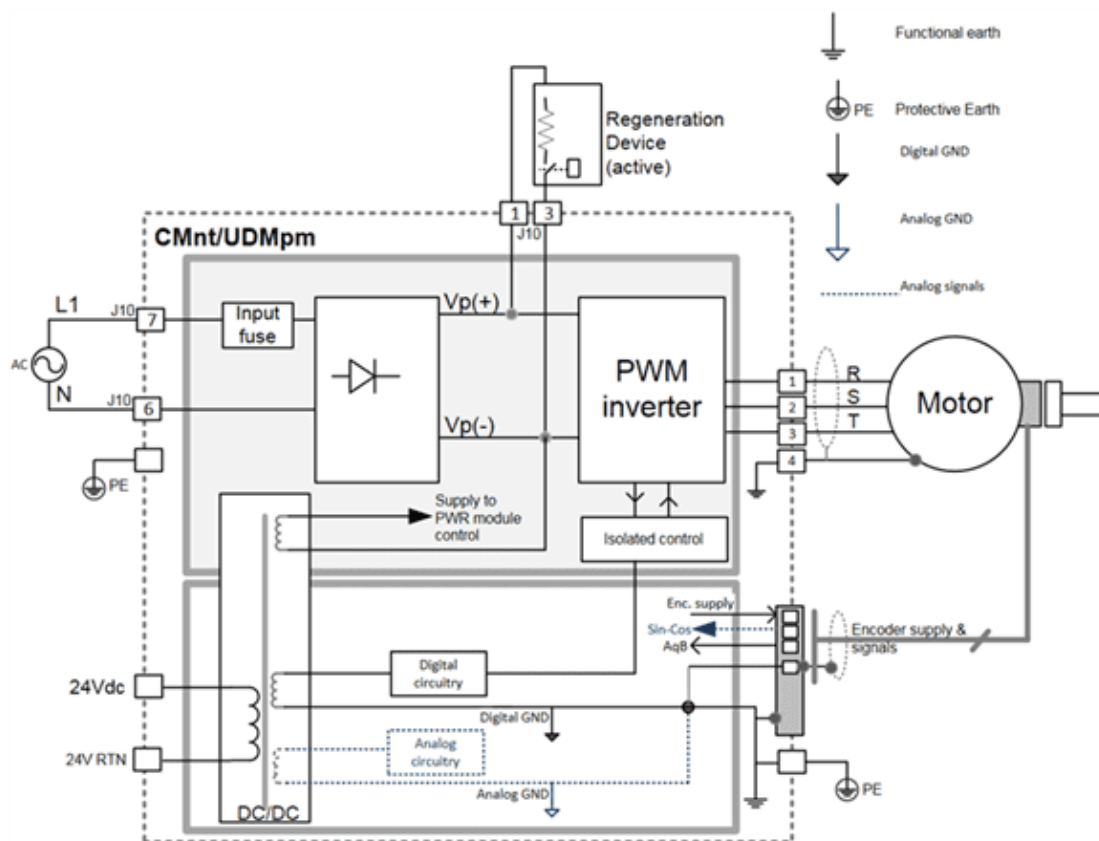 Functional earth
PE
Protective Earth
Digital GND
Analog GND
Analog signals
Regeneration
Device
(active)
1
3
J10
CMnt/UDMpm
L1
J10
7
Input
fuse
Vp(+)
PWM
inverter
AC
N
J10
6
Vp(-)
1
R
2
S
3
T
4
Motor
PE
Supply to
PWR module
control
Isolated control
Enc. supply
Sin-Cos
AqB
Encoder supply &
signals
Digital
circuitry
24Vdc
Digital GND
24V RTN
Analog
circuitry
Analog GND
DC/DC
PE